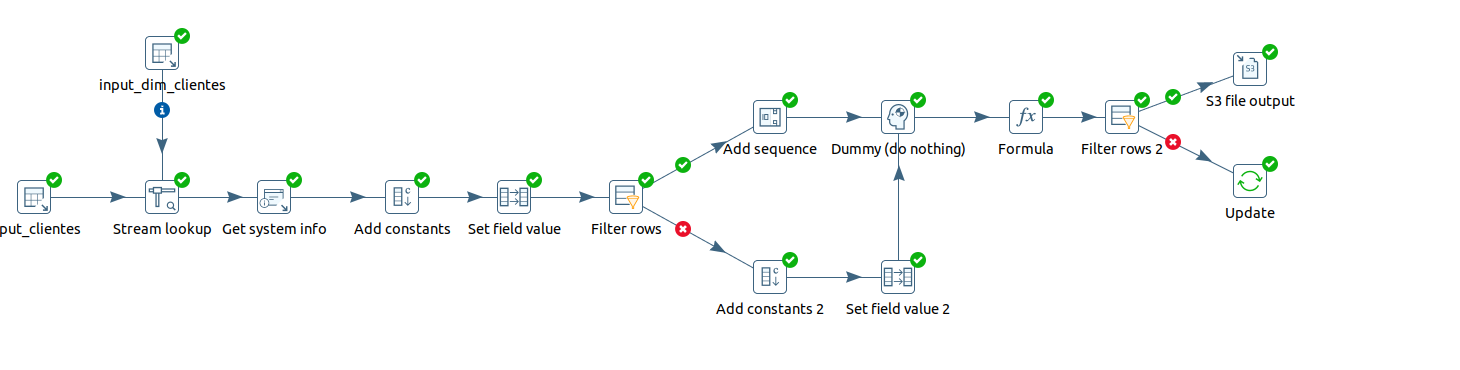 input_dim_clientes
S3 file output
Add sequence
Dummy (do nothing)
Formula
Filter rows 2
put_clientes
Stream lookup
Get system info
Add constants
Set field value
Filter rows
Update
Add constants 2
Set field value 2